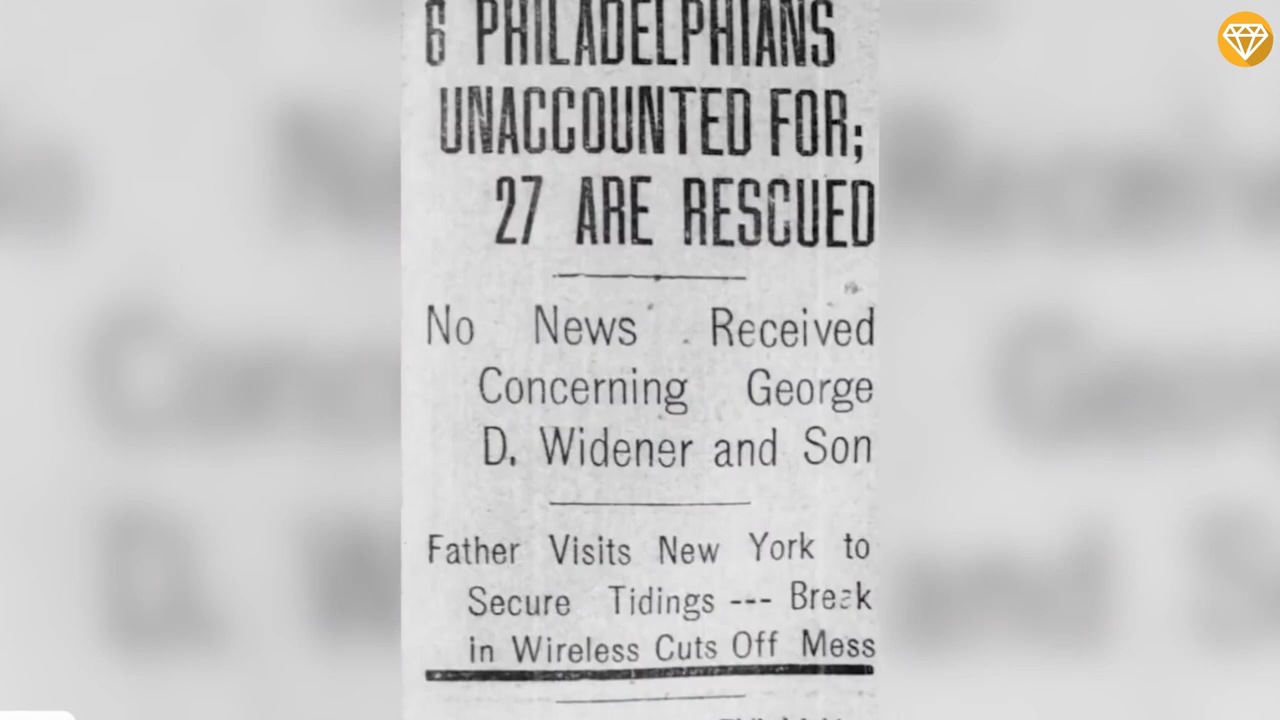 6 PHILADELPHIANS
UNACCOUNTED FOR;
27 ARE RESCUED
No News Received
Concerning George
D. Widener and Son
Father Visits New York to
Secure Tidings --- Break
in Wireless Cuts Off Mess